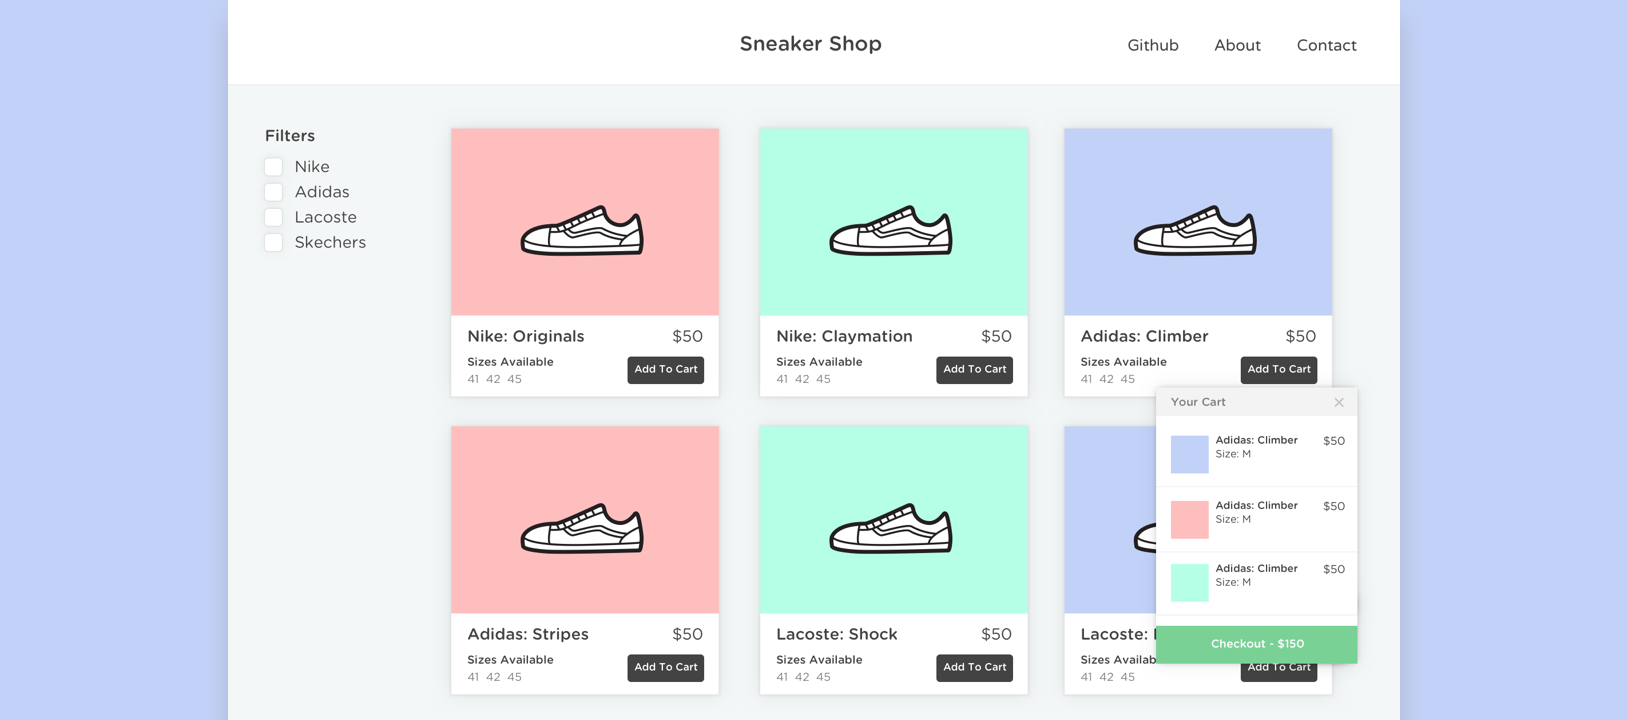 Sneaker Shop
Github About Contact
Filters
Nike
Adidas
Lacoste
Skechers
Nike: Originals $50
Sizes Available
41 42 45
Add To Cart
Nike: Claymation $50
Sizes Available
41 42 45
Add To Cart
Adidas: Climber $50
Sizes Available
41 42 45
Add To Cart
Adidas: Stripes $50
Sizes Available
41 42 45
Add To Cart
Lacoste: Shock $50
Sizes Available
41 42 45
Add To Cart
Lacoste:
Sizes
41 42 45
Add To Cart
Your Cart
Adidas: Climber $50
Size: M
Adidas: Climber $50
Size: M
Adidas: Climber $50
Size: M
Checkout - $150